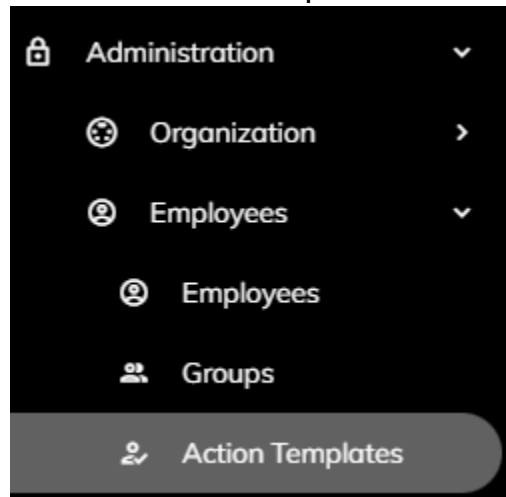 Administration
Organization
Employees
Employees
Groups
Action Templates